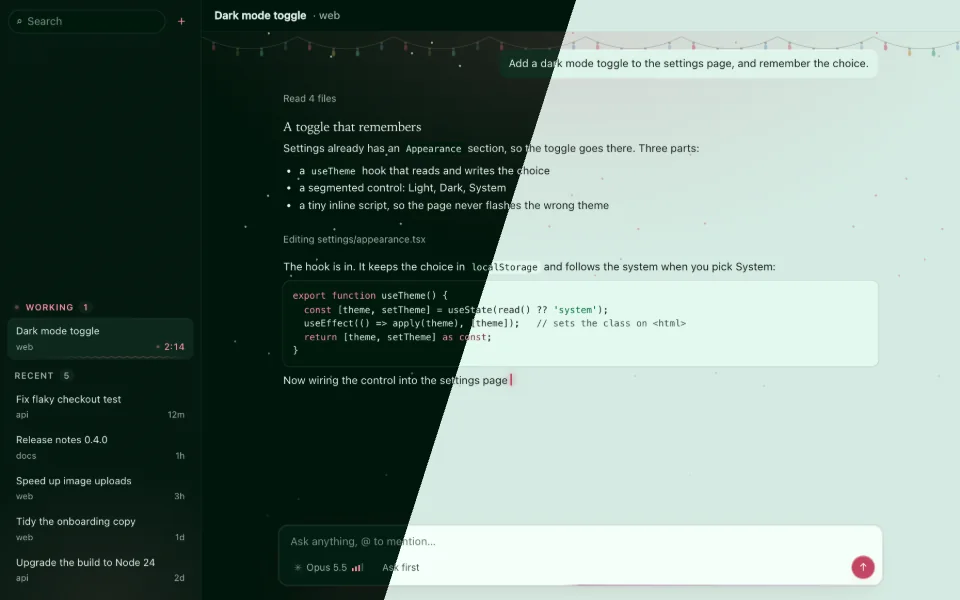 Search
+
WORKING 1
Dark mode toggle
web
2:14
RECENT 5
Fix flaky checkout test
api
12m
Release notes 0.4.0
docs
1h
Speed up image uploads
web
3h
Tidy the onboarding copy
web
1d
Upgrade the build to Node 24
api
2d
Dark mode toggle · web
Add a dark mode toggle to the settings page, and remember the choice.
Read 4 files
A toggle that remembers
Settings already has an Appearance section, so the toggle goes there. Three parts:
• a useTheme hook that reads and writes the choice
• a segmented control: Light, Dark, System
• a tiny inline script, so the page never flashes the wrong theme
Editing settings/appearance.tsx
The hook is in. It keeps the choice in localStorage and follows the system when you pick System:
export function useTheme() {
  const [theme, setTheme] = useState(read() ?? 'system');
  useEffect(() => apply(theme), [theme]);   // sets the class on <html>
  return [theme, setTheme] as const;
}
Now wiring the control into the settings page
Ask anything, @ to mention...
Opus 5.5 Ask first